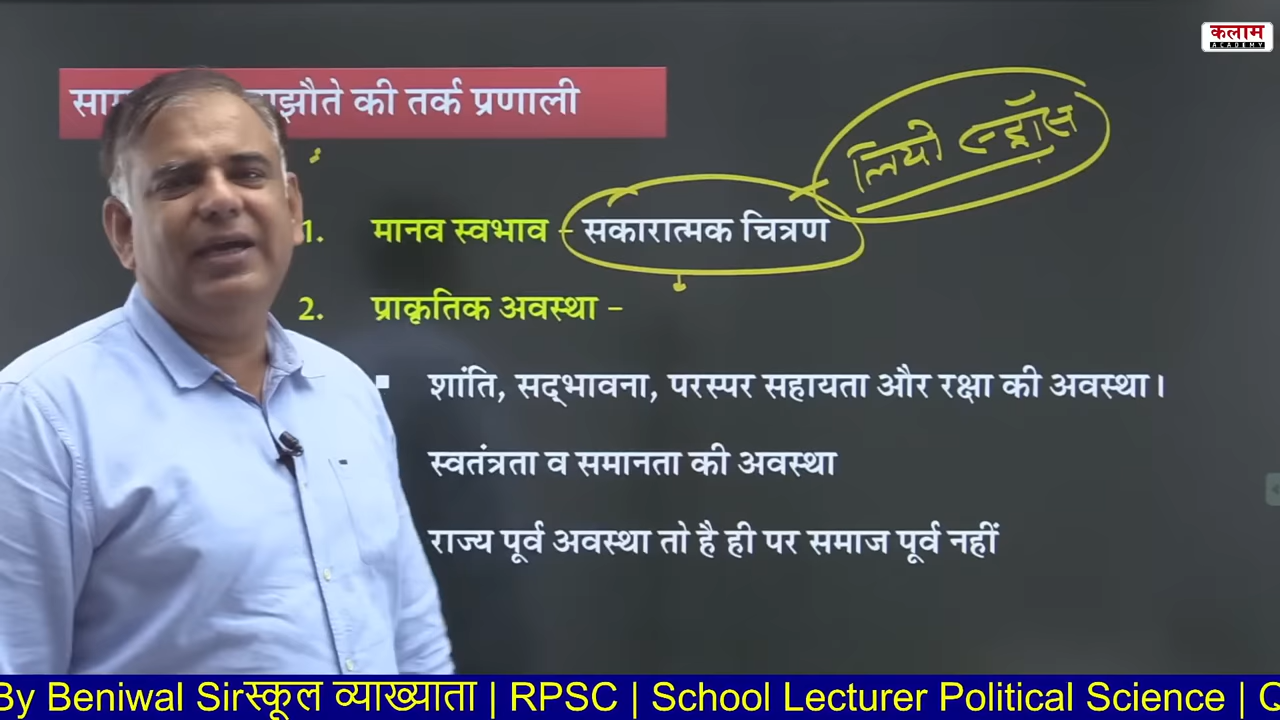 कलाम
ACADEMY
समझौते की तर्क प्रणाली
लियो स्ट्रॉस
1. मानव स्वभाव - सकारात्मक चित्रण
2. प्राकृतिक अवस्था –
▪ शांति, सद्भावना, परस्पर सहायता और रक्षा की अवस्था।
स्वतंत्रता व समानता की अवस्था
राज्य पूर्व अवस्था तो है ही पर समाज पूर्व नहीं
By Beniwal Sirस्कूल व्याख्याता | RPSC | School Lecturer Political Science |